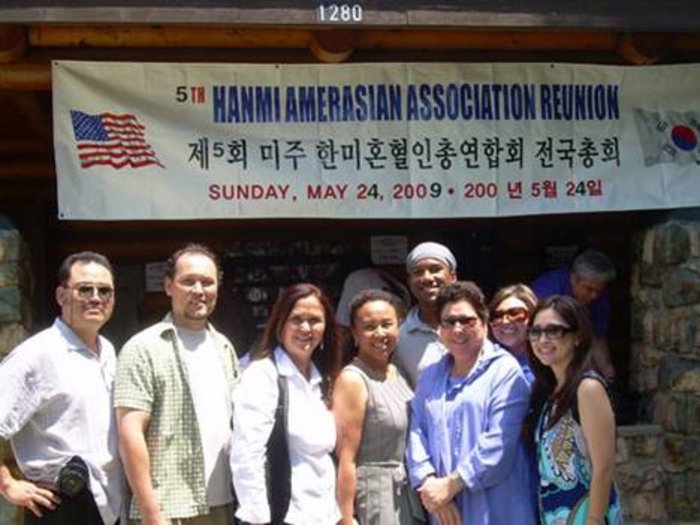 1280
5TH HANMI AMERASIAN ASSOCIATION REUNION
제5회 미주 한미혼혈인총연합회 전국총회
SUNDAY, MAY 24, 2009 • 200 년 5월 24일